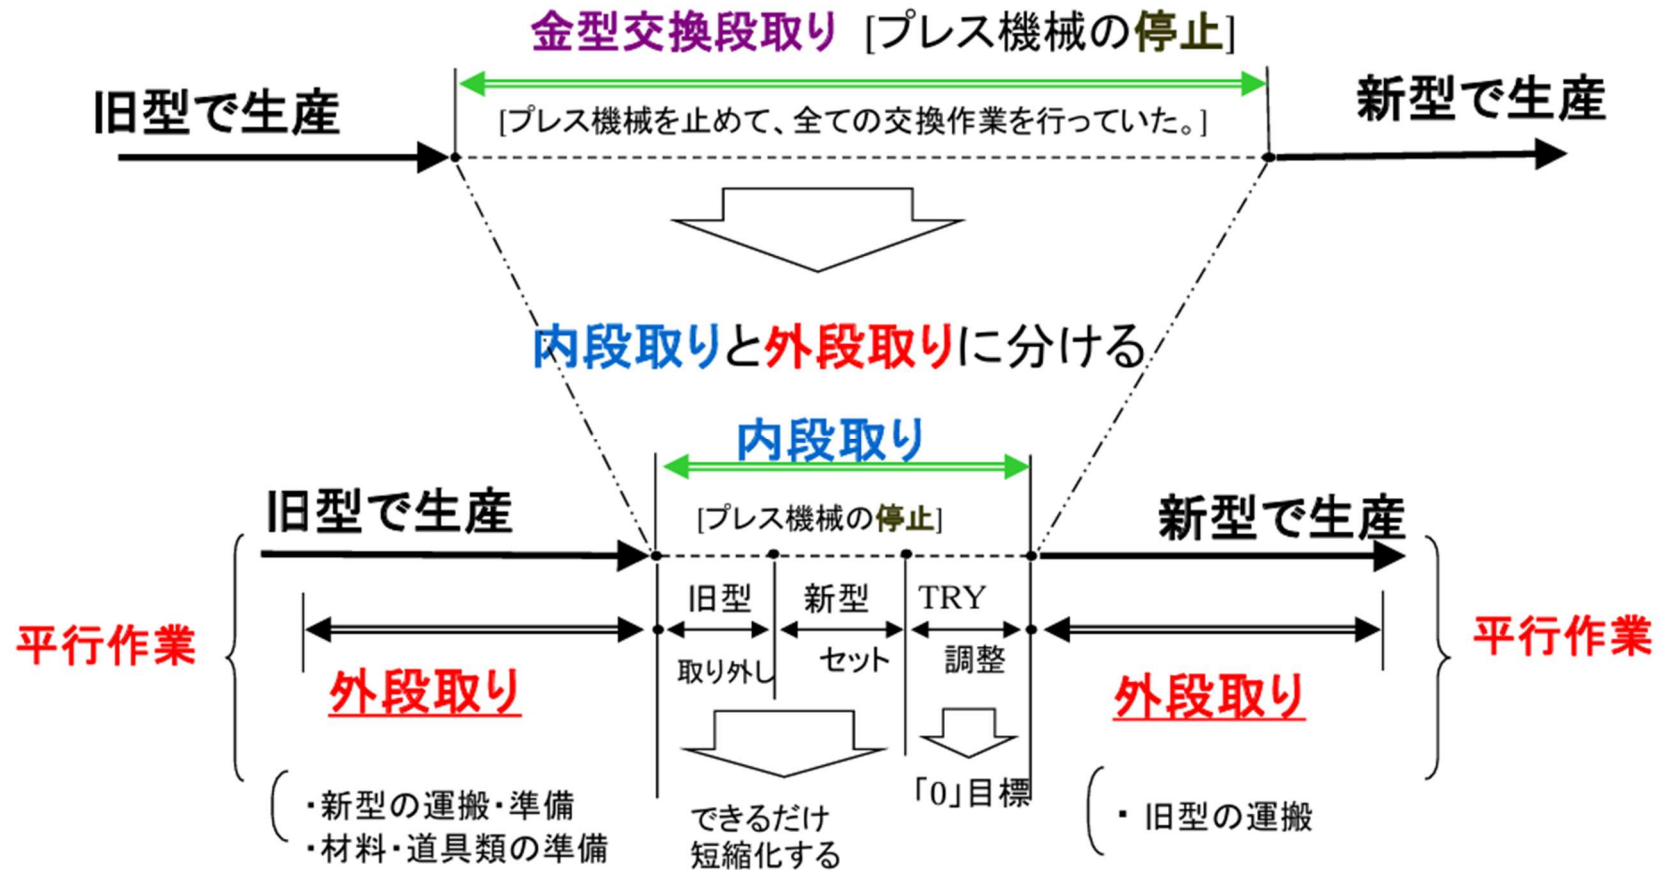 金型交換段取り [プレス機械の停止]
旧型で生産
[プレス機械を止めて、全ての交換作業を行っていた。]
新型で生産
内段取りと外段取りに分ける
内段取り
旧型で生産
[プレス機械の停止]
新型で生産
平行作業
外段取り
旧型
取り外し
新型
セット
TRY
調整
外段取り
平行作業
・新型の運搬・準備
・材料・道具類の準備
できるだけ
短縮化する
「0」目標
・ 旧型の運搬